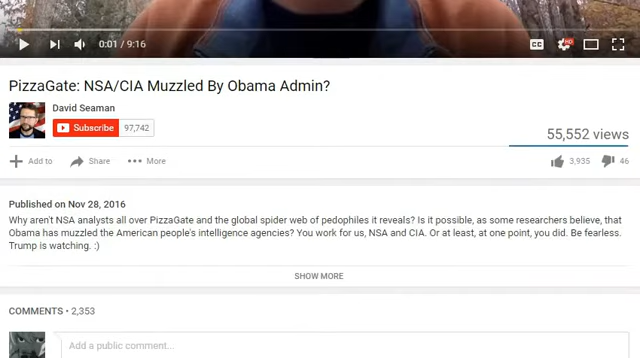 0:01 / 9:16
CC
HD
PizzaGate: NSA/CIA Muzzled By Obama Admin?
David Seaman
Subscribe 97,742
55,552 views
Add to Share More 3,935 46
Published on Nov 28, 2016
Why aren't NSA analysts all over PizzaGate and the global spider web of pedophiles it reveals? Is it possible, as some researchers believe, that
Obama has muzzled the American people's intelligence agencies? You work for us, NSA and CIA. Or at least, at one point, you did. Be fearless.
Trump is watching. :)
SHOW MORE
COMMENTS • 2,353
Add a public comment...